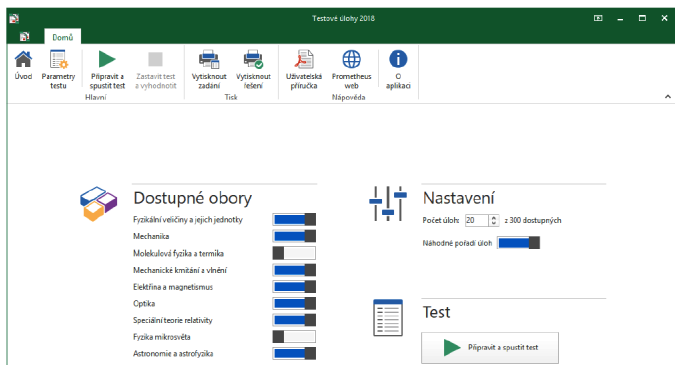 Testové úlohy 2018
Domů
Úvod
Parametry testu
Připravit a spustit test
Zastavit test a vyhodnotit
Vytisknout zadání
Vytisknout řešení
Uživatelská příručka
Prometheus web
O aplikaci
Hlavní
Tisk
Nápověda
Dostupné obory
Fyzikální veličiny a jejich jednotky
Mechanika
Molekulová fyzika a termika
Mechanické kmitání a vlnění
Elektřina a magnetismus
Optika
Speciální teorie relativity
Fyzika mikrosvěta
Astronomie a astrofyzika
Nastavení
Počet úloh: 20 z 300 dostupných
Náhodné pořadí úloh
Test
Připravit a spustit test